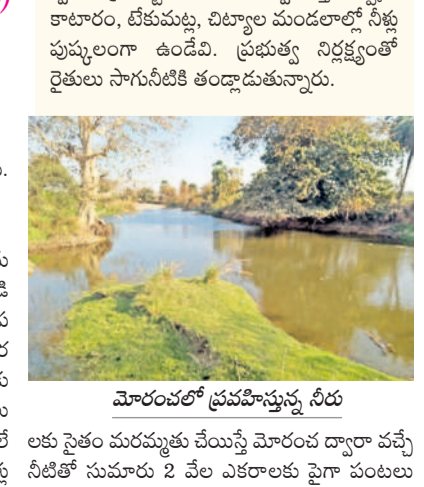 కాటారం, టేకుమట్ల, చిట్యాల మండలాల్లో నీళ్లు
పుష్కలంగా ఉండేవి. ప్రభుత్వ నిర్లక్ష్యంతో
రైతులు సాగునీటికి తండ్లాడుతున్నారు.
మోరంచలో ప్రవహిస్తున్న నీరు
లకు సైతం మరమ్మతు చేయిస్తే మోరంచ ద్వారా వచ్చే
నీటితో సుమారు 2 వేల ఎకరాలకు పైగా పంటలు